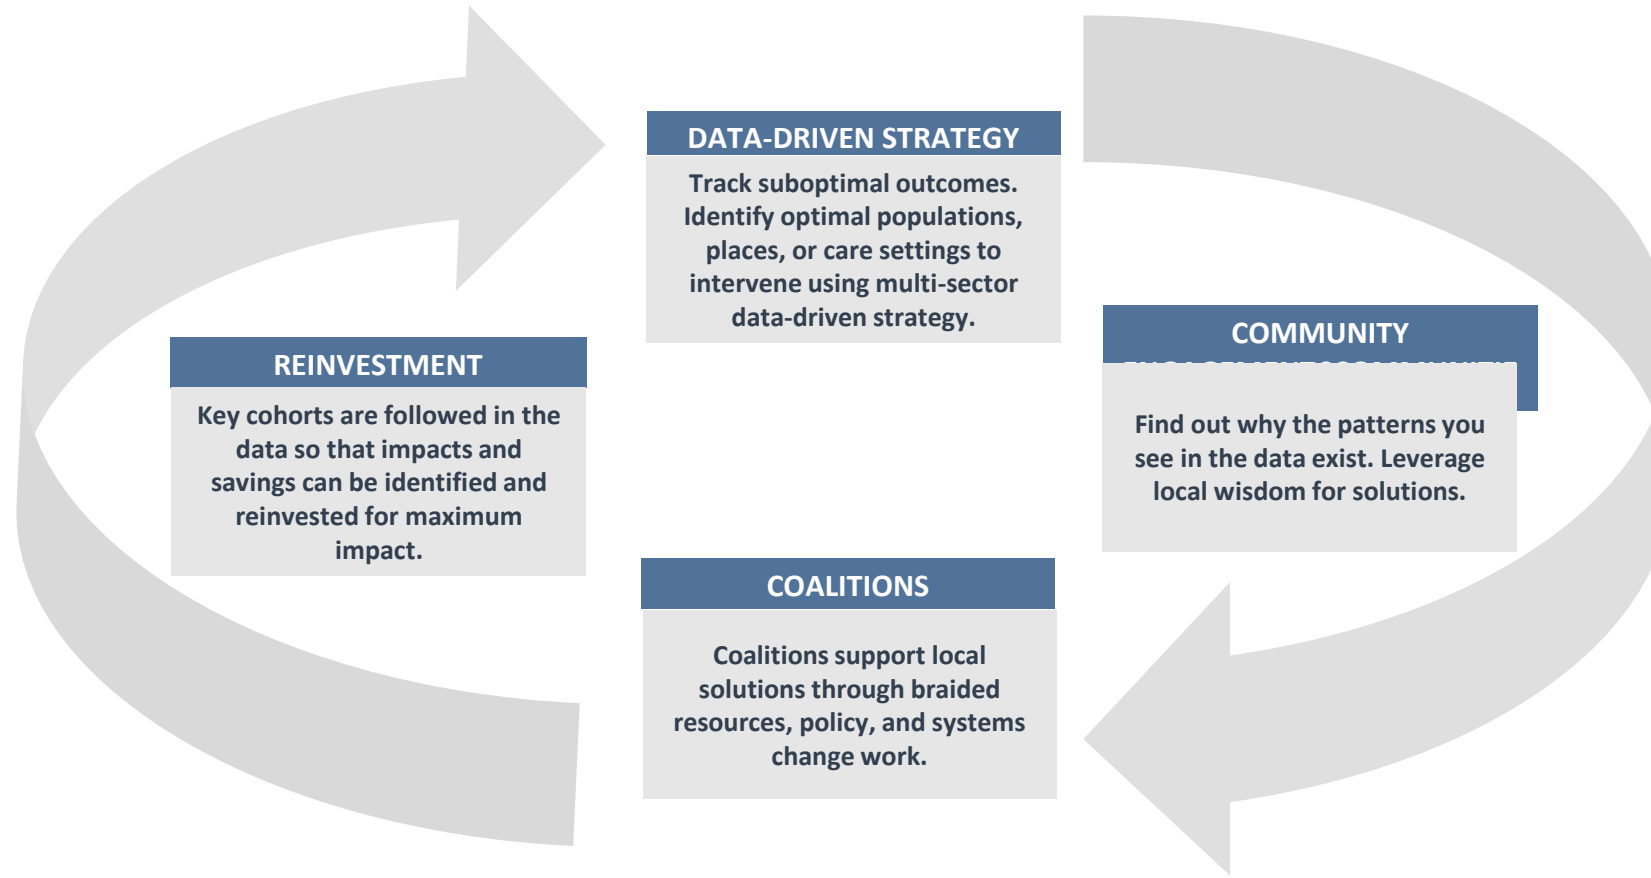 DATA-DRIVEN STRATEGY
Track suboptimal outcomes.
Identify optimal populations,
places, or care settings to
intervene using multi-sector
data-driven strategy.
COMMUNITY
Find out why the patterns you
see in the data exist. Leverage
local wisdom for solutions.
COALITIONS
Coalitions support local
solutions through braided
resources, policy, and systems
change work.
REINVESTMENT
Key cohorts are followed in the
data so that impacts and
savings can be identified and
reinvested for maximum
impact.